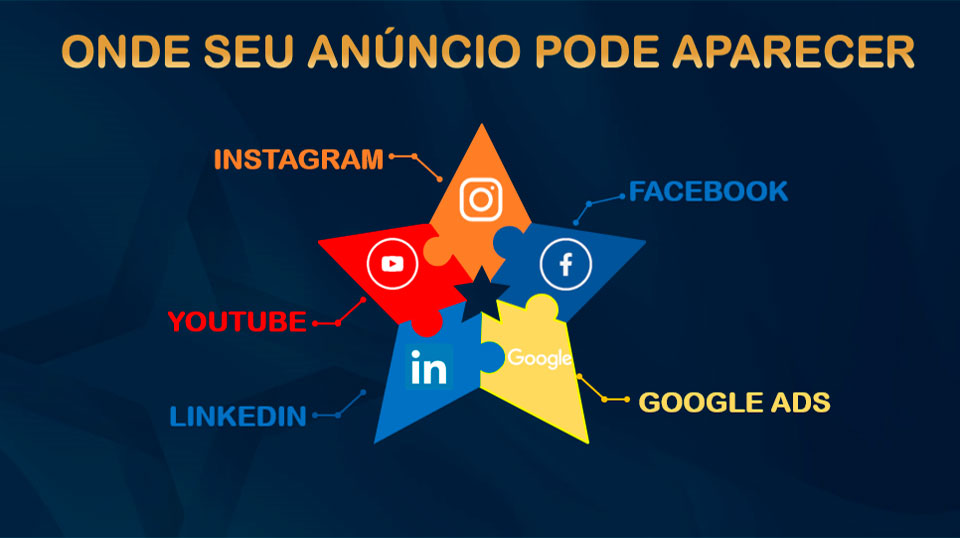 ONDE SEU ANÚNCIO PODE APARECER
INSTAGRAM
FACEBOOK
YOUTUBE
in
Google
LINKEDIN
GOOGLE ADS